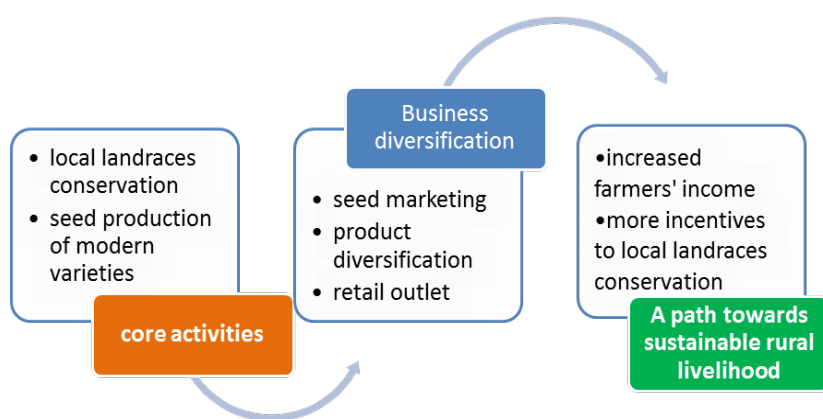 • local landraces
conservation
• seed production
of modern
varieties
core activities
Business
diversification
• seed marketing
• product
diversification
• retail outlet
•increased
farmers' income
•more incentives
to local landraces
conservation
A path towards
sustainable rural
livelihood